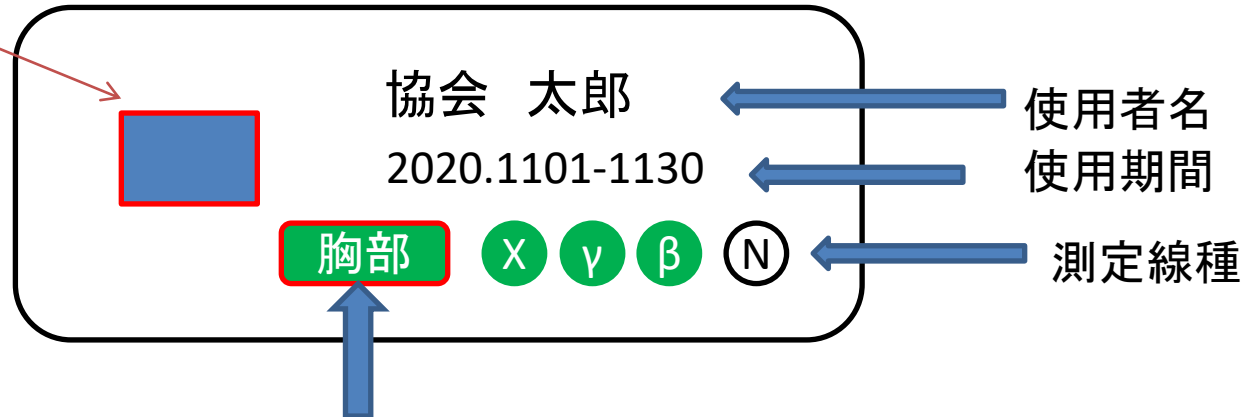 協会　太郎
使用者名
2020.1101-1130
使用期間
胸部 X γ β N
測定線種